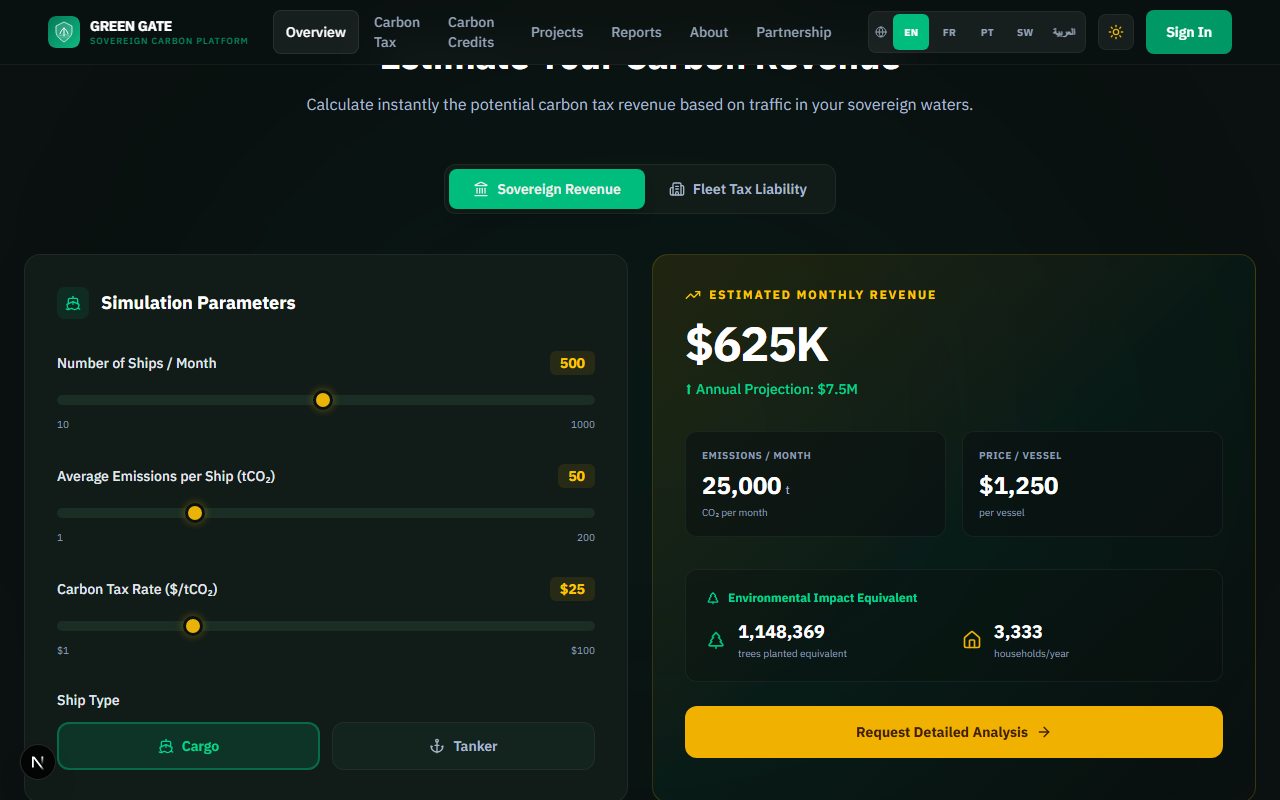 GREEN GATE
SOVEREIGN CARBON PLATFORM
Overview
Carbon Tax
Carbon Credits
Projects
Reports
About
Partnership
EN
FR
PT
SW
العربية
Sign In
Estimate Your Carbon Revenue
Calculate instantly the potential carbon tax revenue based on traffic in your sovereign waters.
Sovereign Revenue
Fleet Tax Liability
Simulation Parameters
Number of Ships / Month
500
10
1000
Average Emissions per Ship (tCO₂)
50
1
200
Carbon Tax Rate ($/tCO₂)
$25
$1
$100
Ship Type
Cargo
Tanker
N
ESTIMATED MONTHLY REVENUE
$625K
⬆ Annual Projection: $7.5M
EMISSIONS / MONTH
25,000 t
CO₂ per month
PRICE / VESSEL
$1,250
per vessel
Environmental Impact Equivalent
1,148,369
trees planted equivalent
3,333
households/year
Request Detailed Analysis →